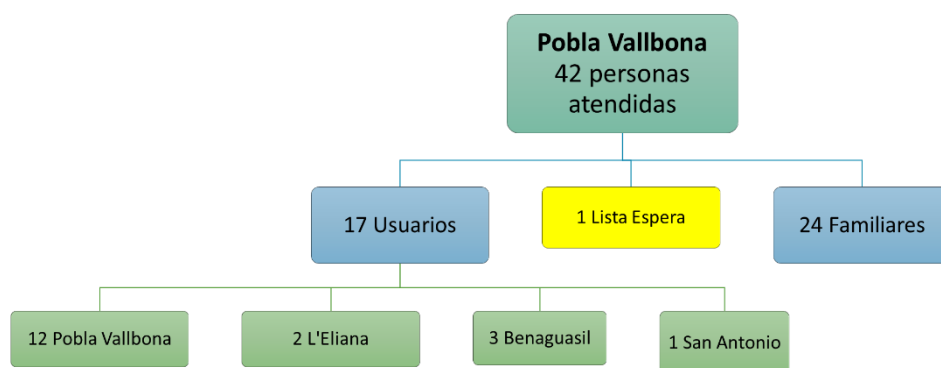 Pobla Vallbona
42 personas
atendidas
17 Usuarios
1 Lista Espera
24 Familiares
12 Pobla Vallbona
2 L'Eliana
3 Benaguasil
1 San Antonio